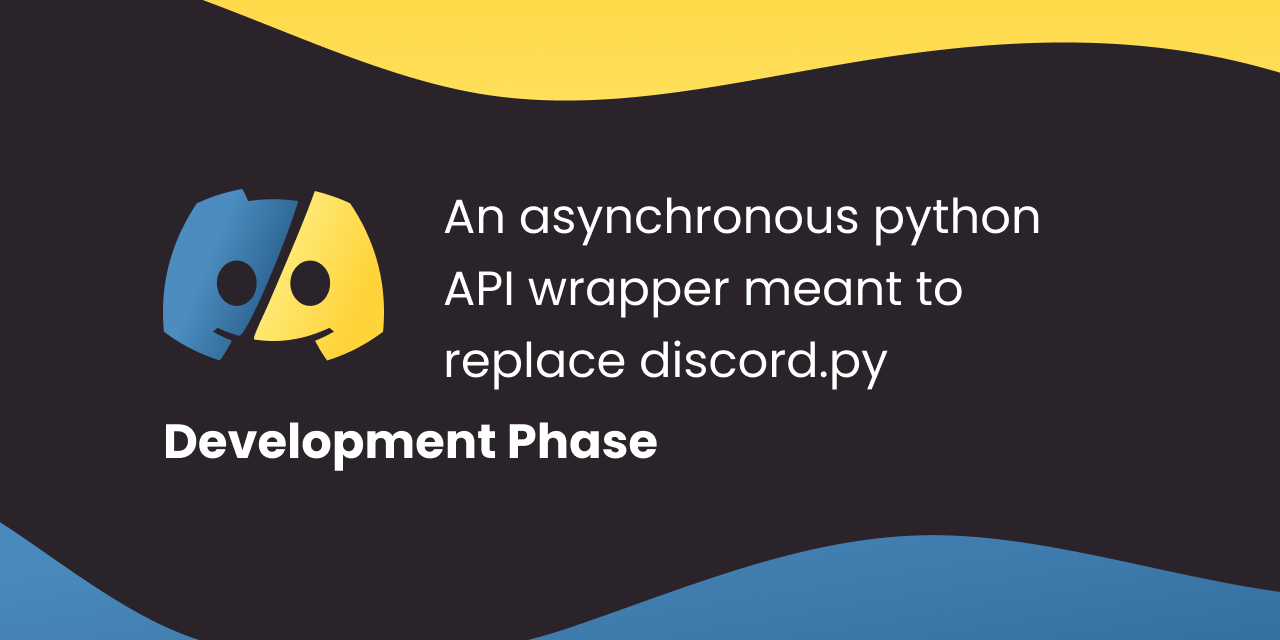 An asynchronous python
API wrapper meant to
replace discord.py
Development Phase